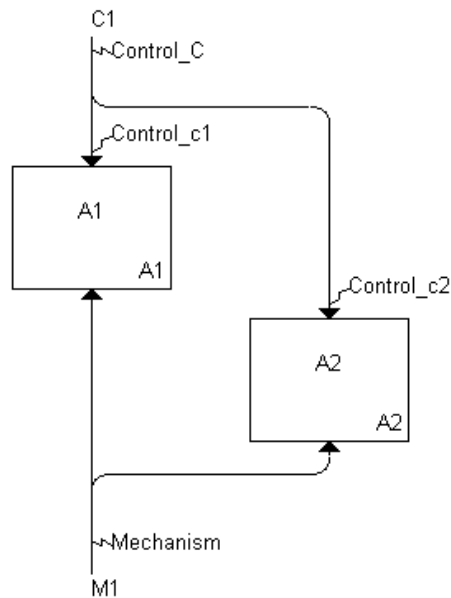 C1
Control_C
Control_c1
A1
A1
Control_c2
A2
A2
Mechanism
M1